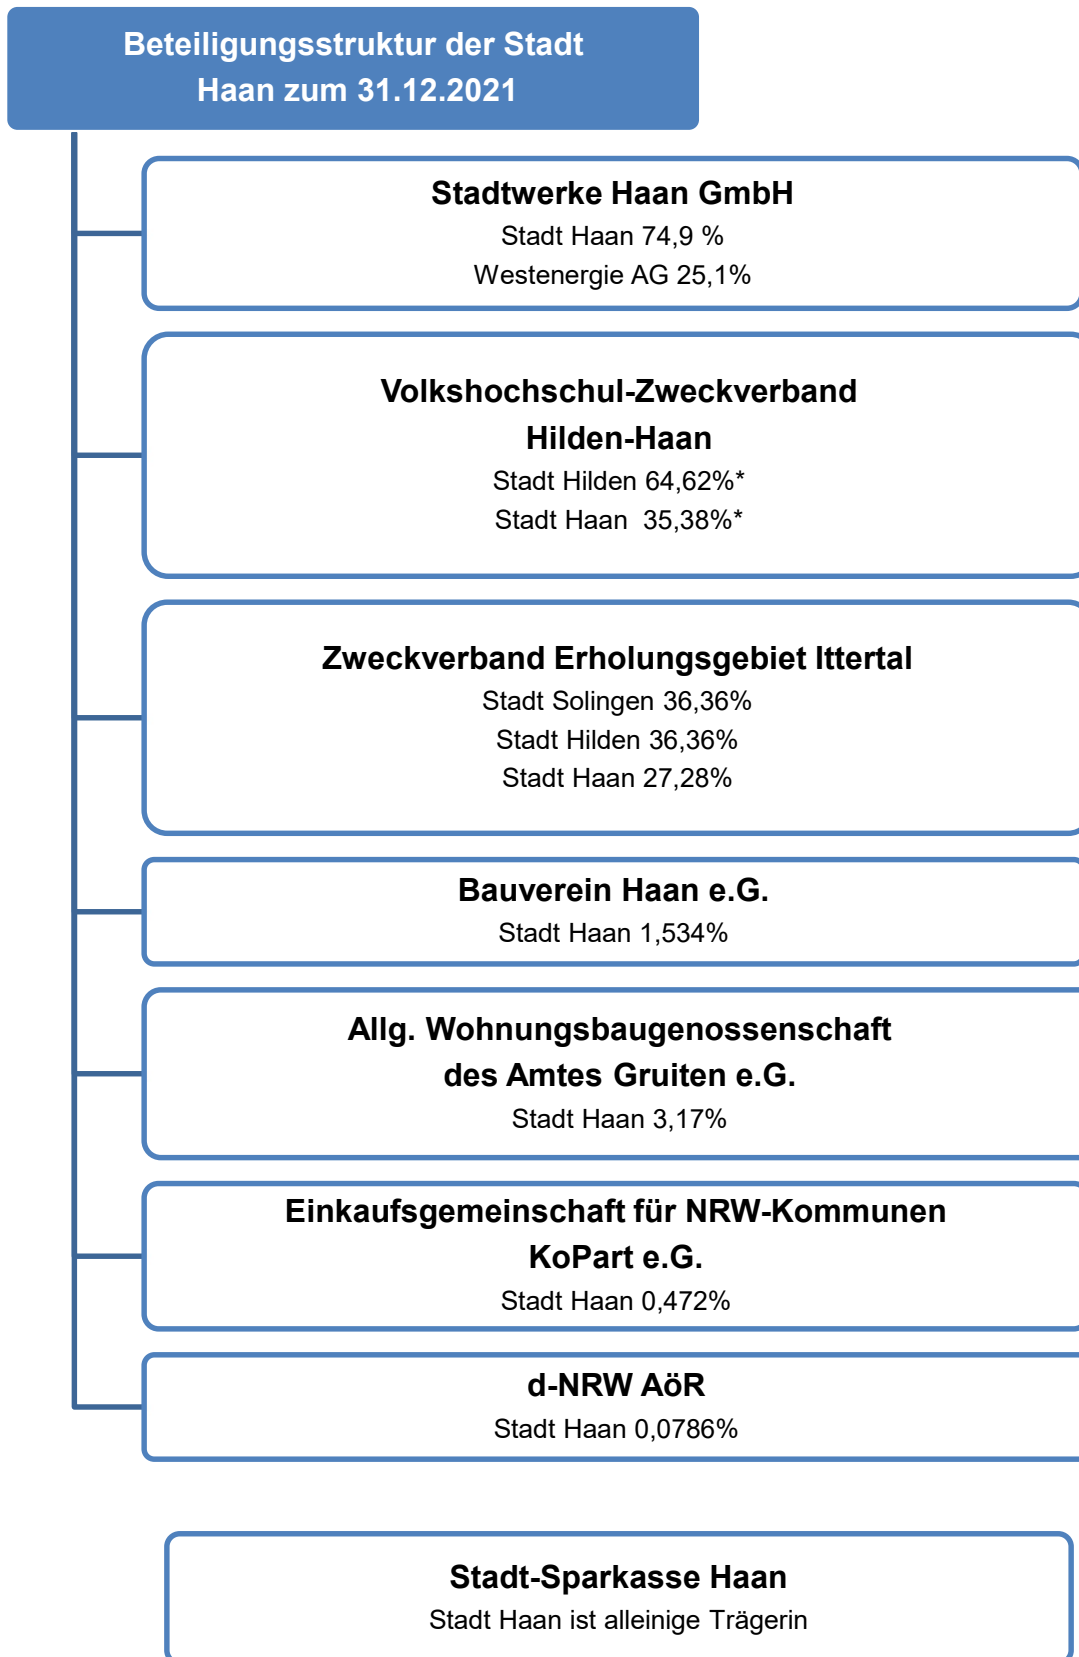 Beteiligungsstruktur der Stadt
Haan zum 31.12.2021
Stadtwerke Haan GmbH
Stadt Haan 74,9 %
Westenergie AG 25,1%
Volkshochschul-Zweckverband
Hilden-Haan
Stadt Hilden 64,62%*
Stadt Haan  35,38%*
Zweckverband Erholungsgebiet Ittertal
Stadt Solingen 36,36%
Stadt Hilden 36,36%
Stadt Haan 27,28%
Bauverein Haan e.G.
Stadt Haan 1,534%
Allg. Wohnungsbaugenossenschaft
des Amtes Gruiten e.G.
Stadt Haan 3,17%
Einkaufsgemeinschaft für NRW-Kommunen
KoPart e.G.
Stadt Haan 0,472%
d-NRW AöR
Stadt Haan 0,0786%
Stadt-Sparkasse Haan
Stadt Haan ist alleinige Trägerin